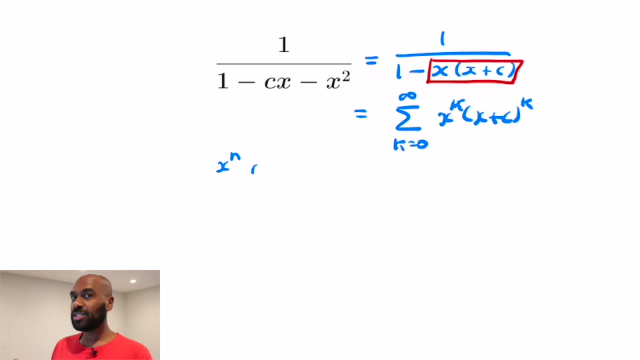 1/(1 − cx − x²) = 1/(1 − x(x+c))
= ∑_{k=0}^{∞} x^k (x+c)^k
x^n (